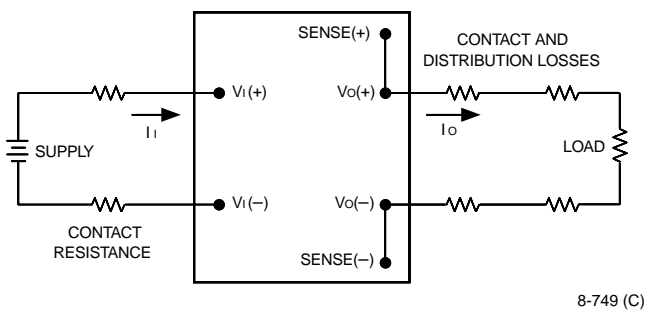 SENSE(+)
CONTACT AND
DISTRIBUTION LOSSES
VI(+)
VO(+)
II
IO
SUPPLY
LOAD
VI(–)
VO(–)
CONTACT
RESISTANCE
SENSE(–)
8-749 (C)